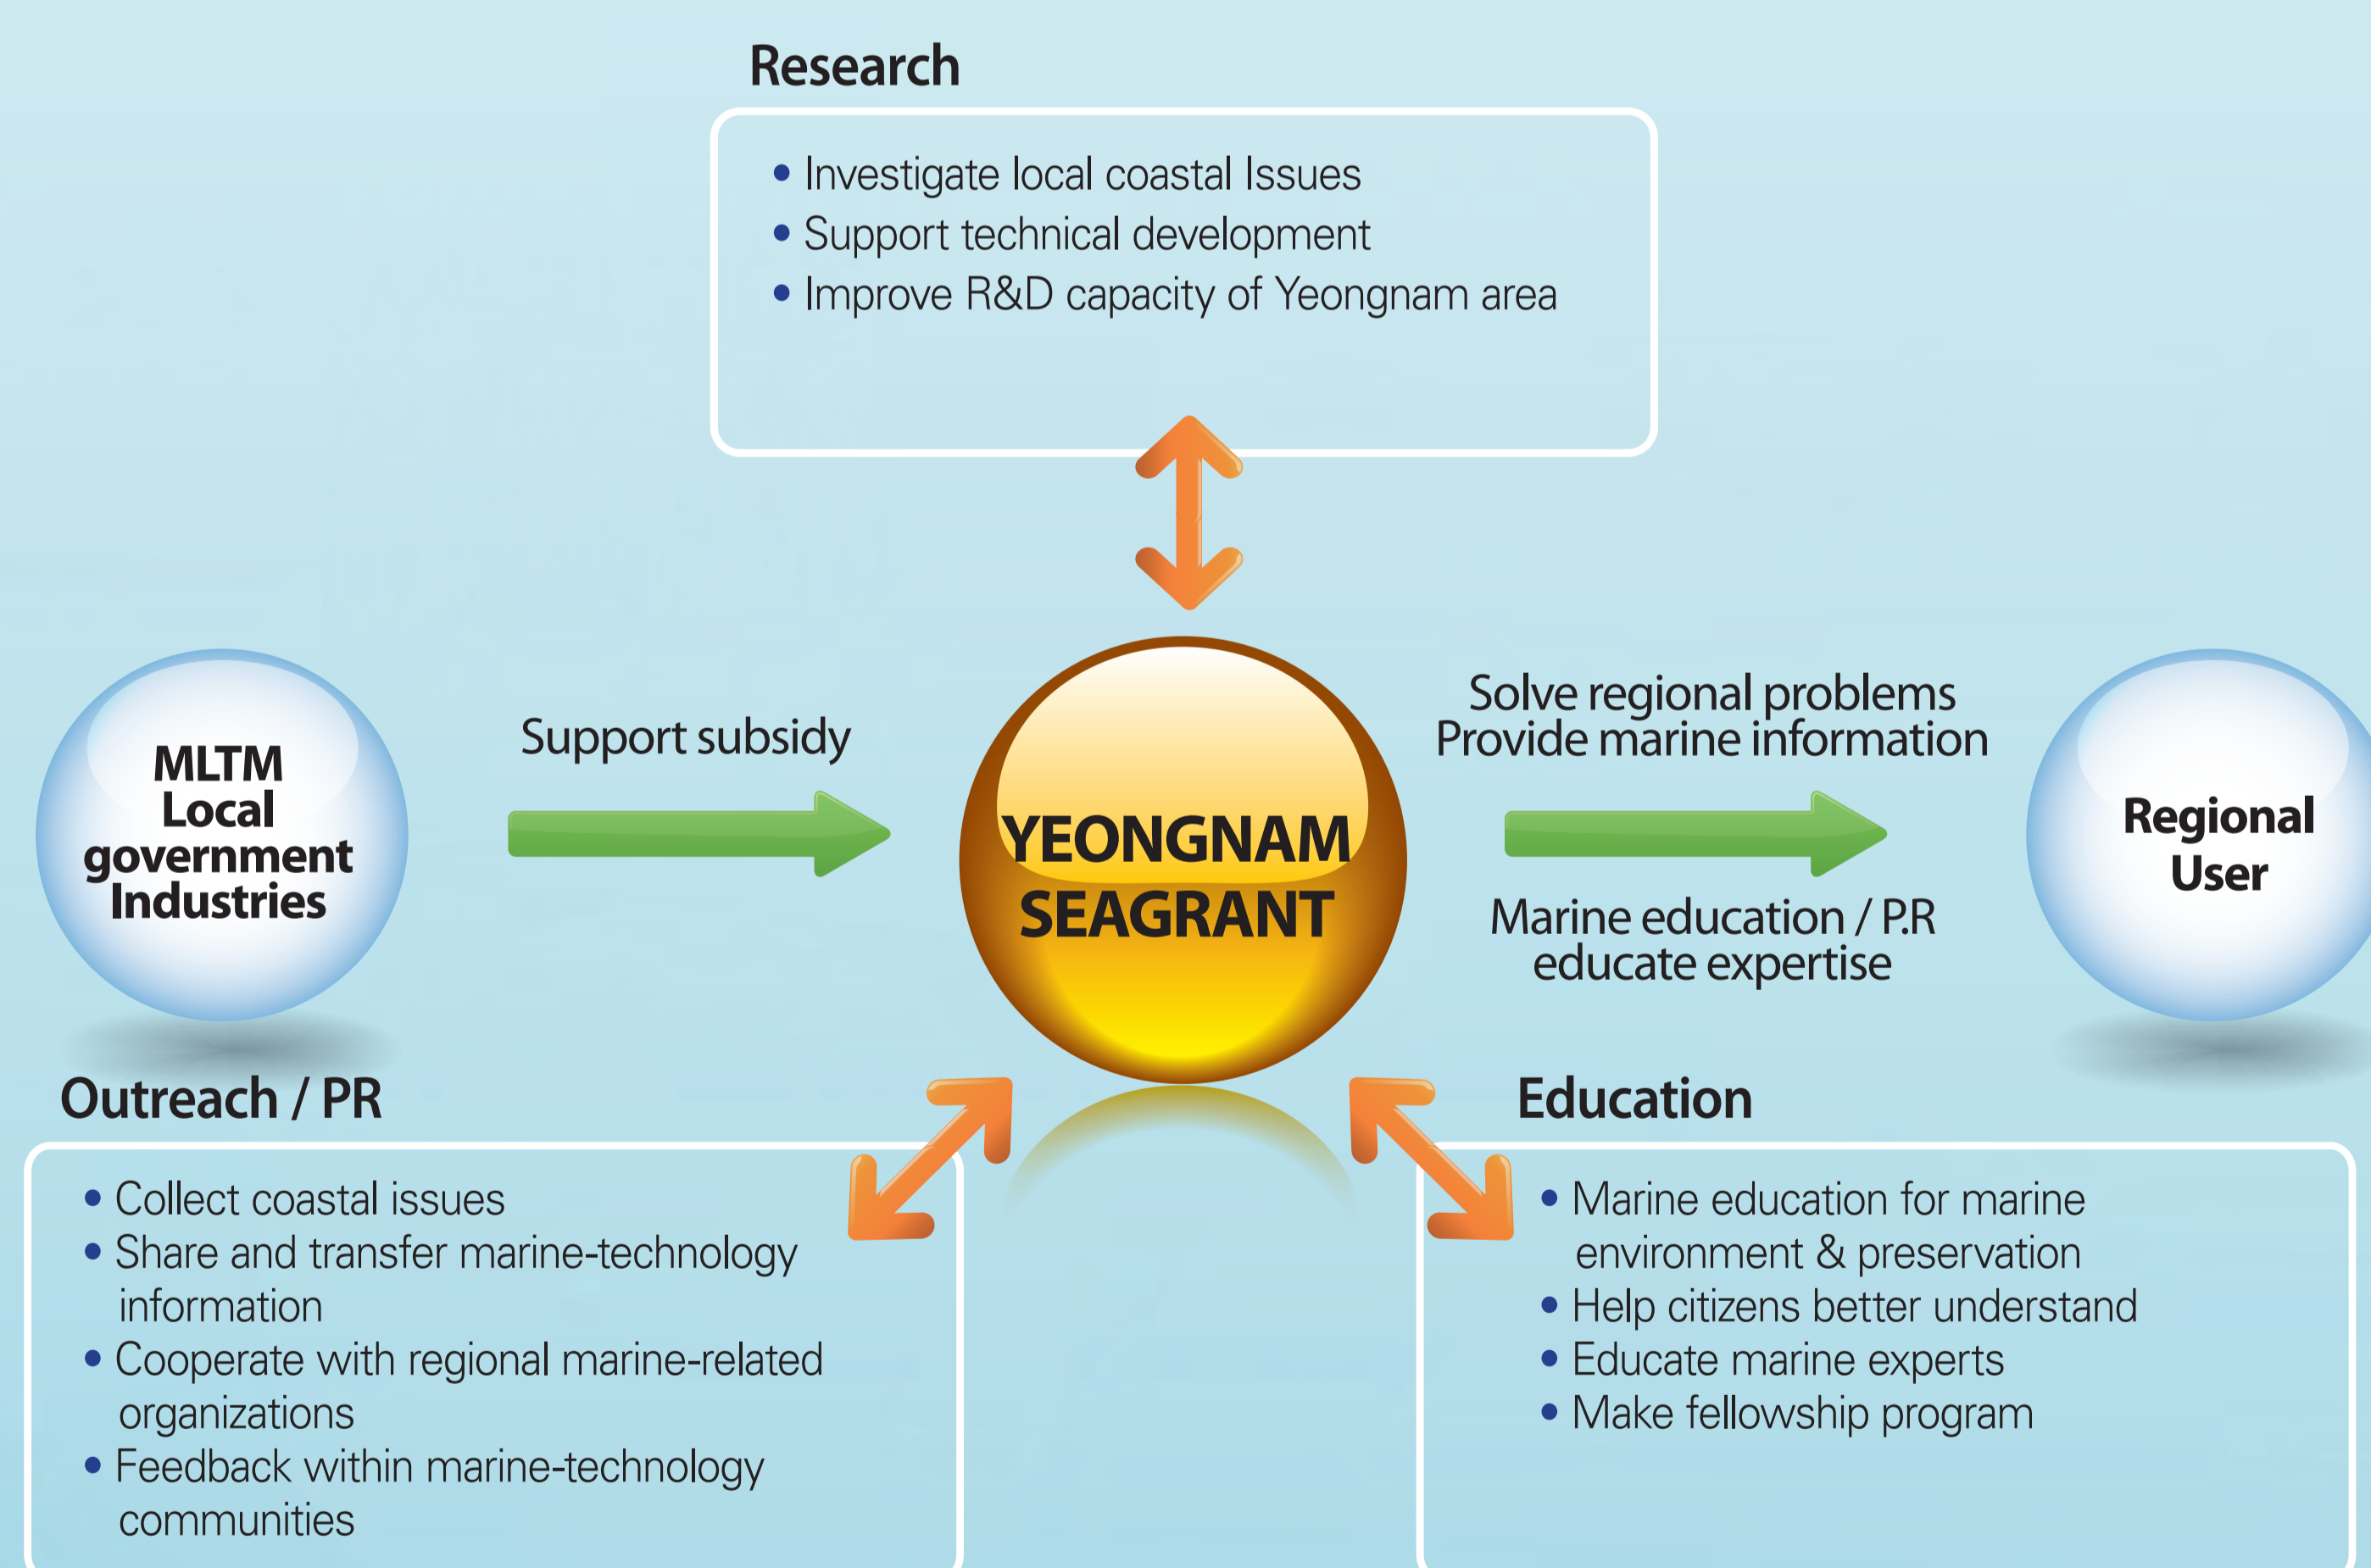 Research
• Investigate local coastal Issues
• Support technical development
• Improve R&D capacity of Yeongnam area
MLTM
Local
government
Industries
Support subsidy
YEONGNAM
SEAGRANT
Solve regional problems
Provide marine information
Marine education / P.R
educate expertise
Regional
User
Outreach / PR
• Collect coastal issues
• Share and transfer marine-technology
information
• Cooperate with regional marine-related
organizations
• Feedback within marine-technology
communities
Education
• Marine education for marine
environment & preservation
• Help citizens better understand
• Educate marine experts
• Make fellowship program